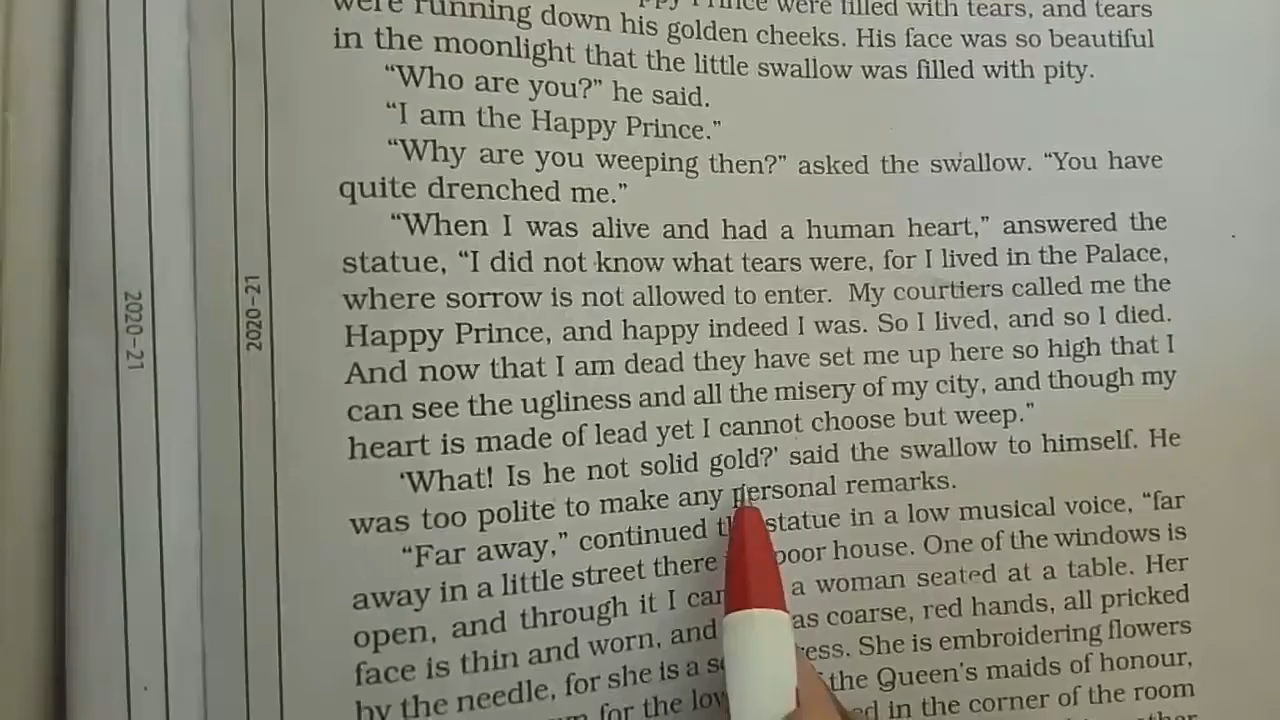 were running down his golden cheeks. His face was so beautiful
Prince were filled with tears, and tears
in the moonlight that the little swallow was filled with pity.
“Who are you?” he said.
“I am the Happy Prince.”
“Why are you weeping then?” asked the swallow. “You have
quite drenched me.”
“When I was alive and had a human heart,” answered the
statue, “I did not know what tears were, for I lived in the Palace,
where sorrow is not allowed to enter. My courtiers called me the
Happy Prince, and happy indeed I was. So I lived, and so I died.
And now that I am dead they have set me up here so high that I
can see the ugliness and all the misery of my city, and though my
heart is made of lead yet I cannot choose but weep.”
‘What! Is he not solid gold?’ said the swallow to himself. He
was too polite to make any personal remarks.
“Far away,” continued statue in a low musical voice, “far
away in a little street there poor house. One of the windows is
open, and through it I can a woman seated at a table. Her
face is thin and worn, and coarse, red hands, all pricked
by the needle, for she is a She is embroidering flowers
for the the Queen’s maids of honour,
in the corner of the room
2020-21
2020-21